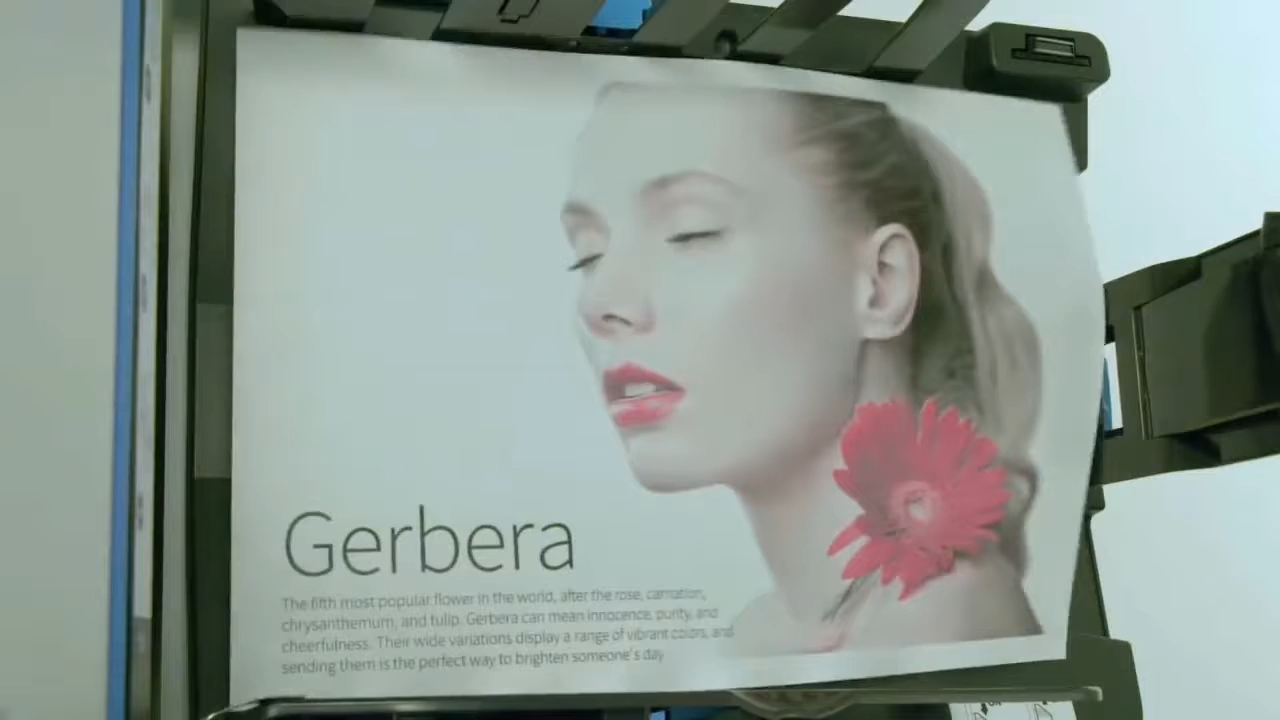 Gerbera
The fifth most popular flower in the world, after the rose, carnation,
chrysanthemum, and tulip. Gerbera can mean innocence, purity, and
cheerfulness. Their wide variations display a range of vibrant colors, and
sending them is the perfect way to brighten someone's day